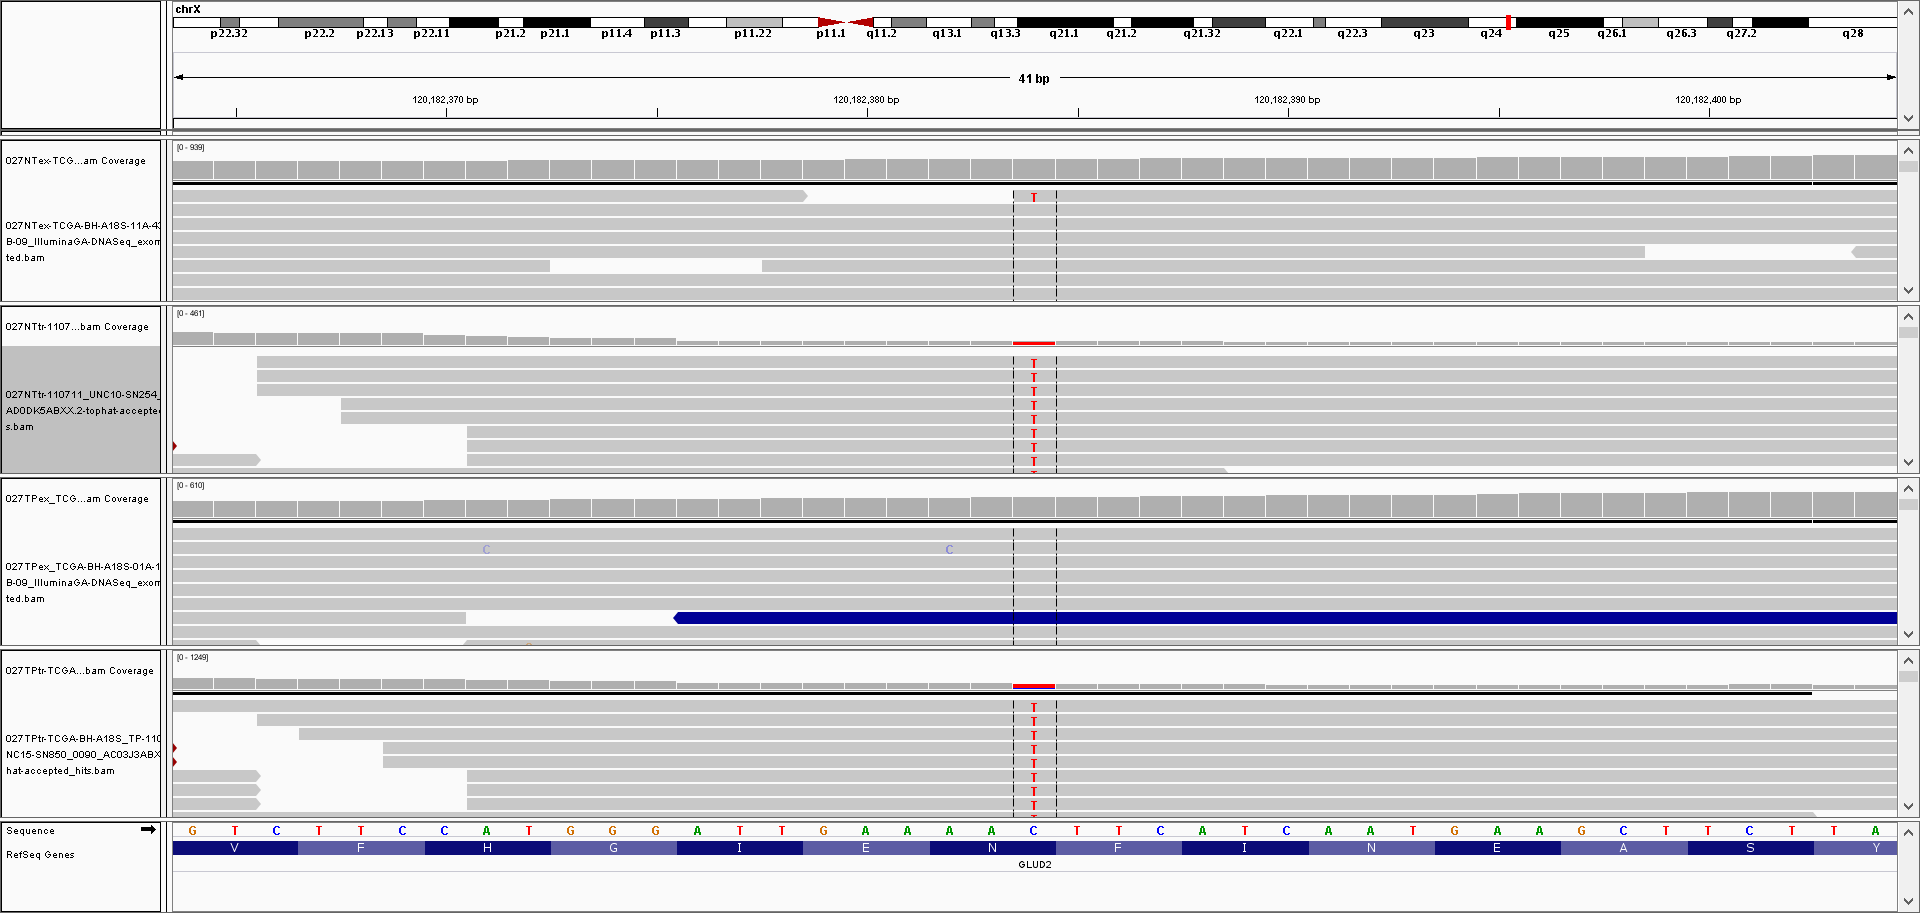 chrX
p22.32 p22.2 p22.13 p22.11 p21.2 p21.1 p11.4 p11.3 p11.22 p11.1 q11.2 q13.1 q13.3 q21.1 q21.2 q21.32 q22.1 q22.3 q23 q24 q25 q26.1 q26.3 q27.2 q28
41 bp
120,182,370 bp 120,182,380 bp 120,182,390 bp 120,182,400 bp
[0 - 939]
027NTex-TCG...am Coverage
T
027NTex-TCGA-BH-A18S-11A-43
B-09_IlluminaGA-DNASeq_exom
ted.bam
[0 - 461]
027NTtr-1107...bam Coverage
T
T
T
T
T
T
T
T
027NTtr-110711_UNC10-SN254_
AD0DK5ABXX.2-tophat-accepted
s.bam
[0 - 610]
027TPex_TCG...am Coverage
C C
027TPex_TCGA-BH-A18S-01A-1
B-09_IlluminaGA-DNASeq_exom
ted.bam
[0 - 1249]
027TPtr-TCGA...bam Coverage
T
T
T
T
T
T
T
T
027TPtr-TCGA-BH-A18S_TP-110
NC15-SN850_0090_AC03J3ABX
hat-accepted_hits.bam
Sequence G T C T T C C A T G G G A T T G A A A A C T T C A T C A A T G A A G C T T C T T A
RefSeq Genes V F H G I E N F I N E A S Y
GLUD2